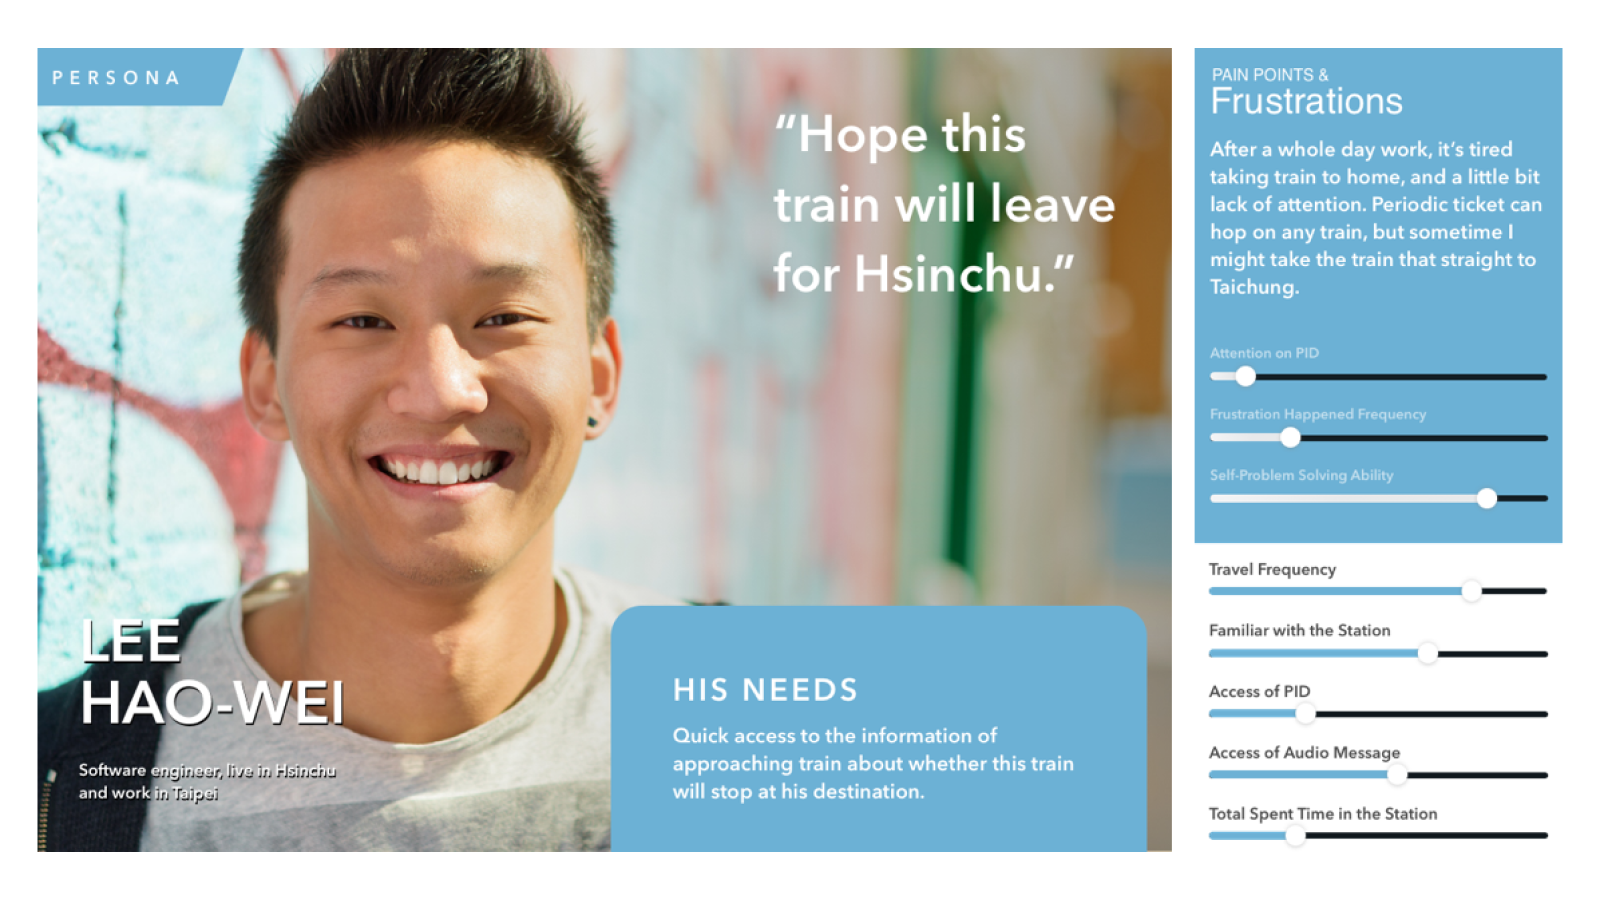 PERSONA
“Hope this
train will leave
for Hsinchu.”
LEE
HAO-WEI
Software engineer, live in Hsinchu
and work in Taipei
HIS NEEDS
Quick access to the information of
approaching train about whether this train
will stop at his destination.
PAIN POINTS &
Frustrations
After a whole day work, it’s tired
taking train to home, and a little bit
lack of attention. Periodic ticket can
hop on any train, but sometime I
might take the train that straight to
Taichung.
Attention on PID
Frustration Happened Frequency
Self-Problem Solving Ability
Travel Frequency
Familiar with the Station
Access of PID
Access of Audio Message
Total Spent Time in the Station